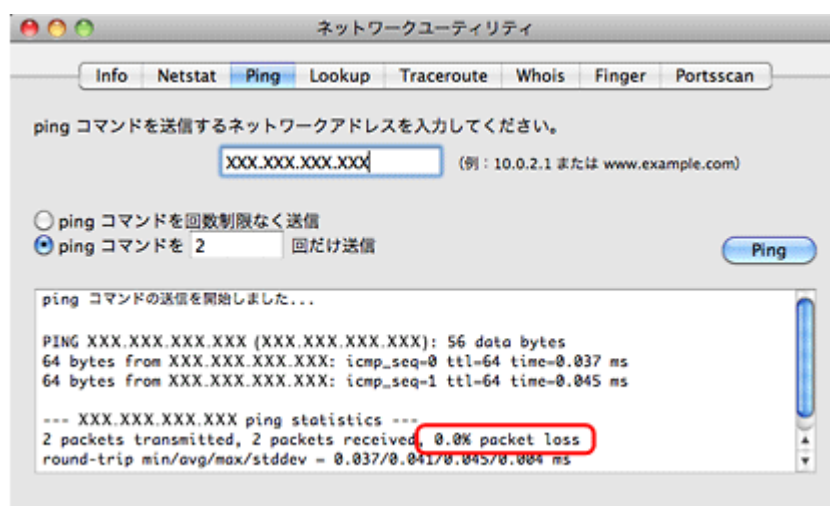 ネットワークユーティリティ
Info Netstat Ping Lookup Traceroute Whois Finger Portsscan
ping コマンドを送信するネットワークアドレスを入力してください。
XXX.XXX.XXX.XXX (例：10.0.2.1 または www.example.com)
ping コマンドを回数制限なく送信
ping コマンドを 2 回だけ送信
Ping
ping コマンドの送信を開始しました...
PING XXX.XXX.XXX.XXX (XXX.XXX.XXX.XXX): 56 data bytes
64 bytes from XXX.XXX.XXX.XXX: icmp_seq=0 ttl=64 time=0.037 ms
64 bytes from XXX.XXX.XXX.XXX: icmp_seq=1 ttl=64 time=0.045 ms
--- XXX.XXX.XXX.XXX ping statistics ---
2 packets transmitted, 2 packets received, 0.0% packet loss
round-trip min/avg/max/stddev = 0.037/0.041/0.045/0.004 ms